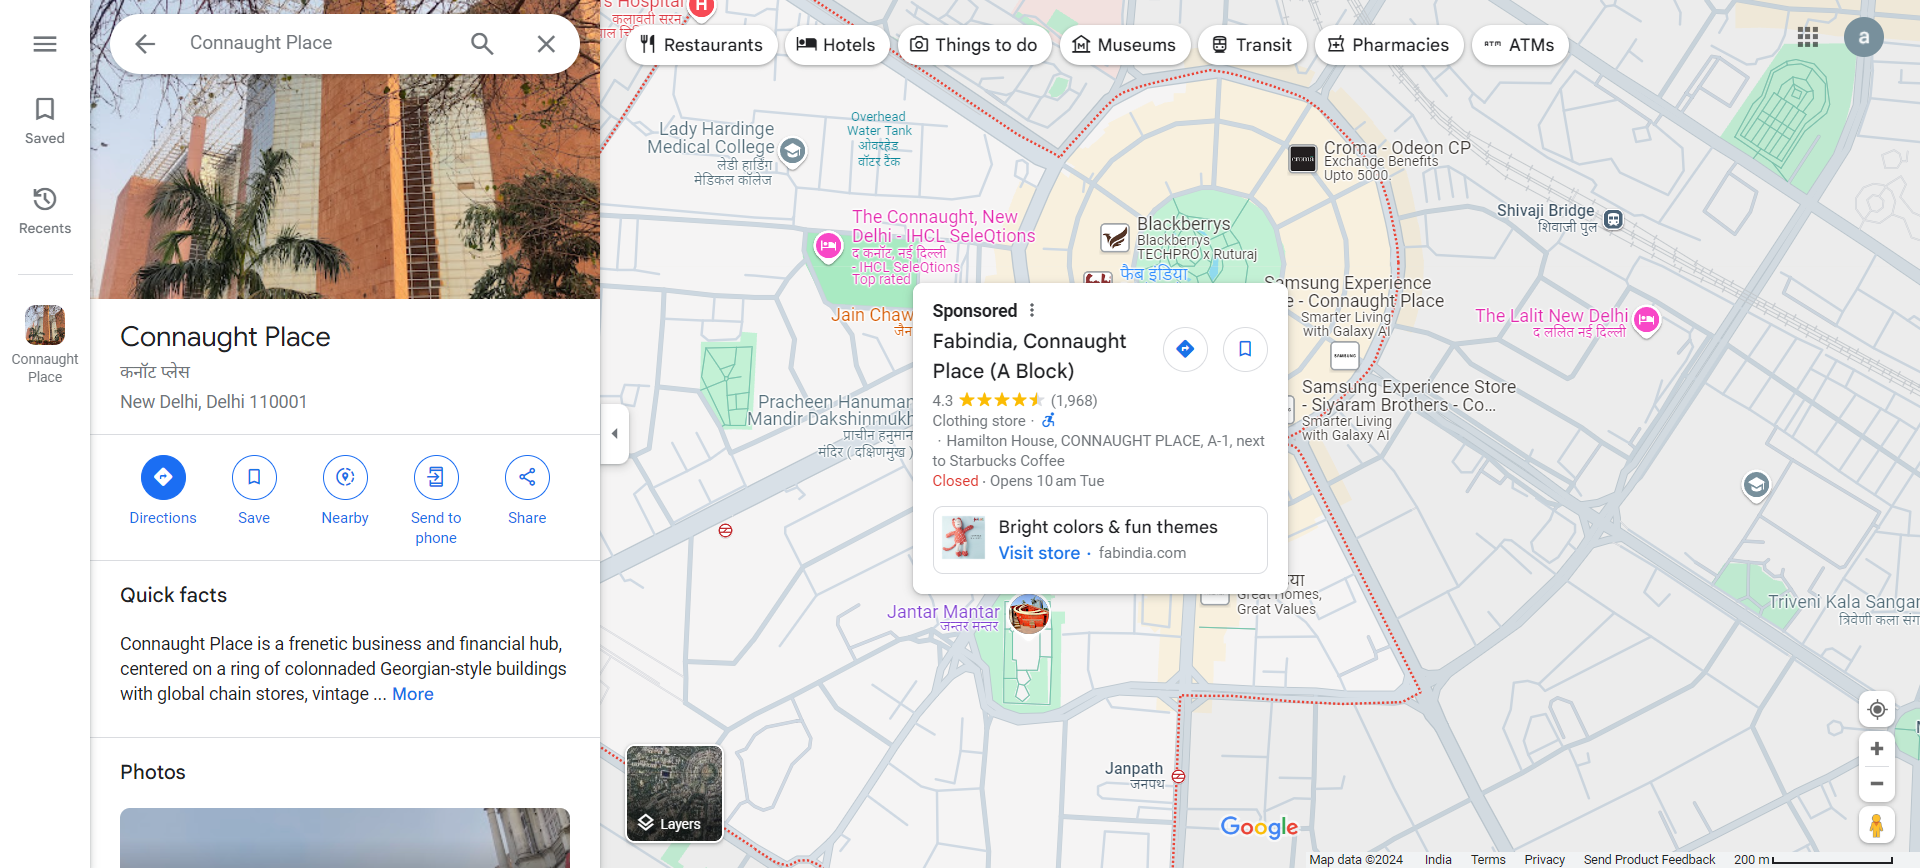 Saved
Recents
Connaught
Place
Connaught Place
Connaught Place
कनॉट प्लेस
New Delhi, Delhi 110001
Directions
Save
Nearby
Send to
phone
Share
Quick facts
Connaught Place is a frenetic business and financial hub,
centered on a ring of colonnaded Georgian-style buildings
with global chain stores, vintage ... More
Photos
Restaurants
Hotels
Things to do
Museums
Transit
Pharmacies
ATMs
a
s Hospital
H
कलावती सरन
Lady Hardinge
Medical College
लेडी हार्डिंग
मेडिकल कॉलेज
Overhead
Water Tank
ओवरहेड
वॉटर टैंक
The Connaught, New
Delhi - IHCL SeleQtions
द कनॉट, नई दिल्ली
- IHCL SeleQtions
Top rated
croma
Croma - Odeon CP
Exchange Benefits
Upto 5000.
Blackberrys
Blackberrys
TECHPRO x Ruturaj
फैब इंडिया
Shivaji Bridge
शिवाजी पुल
Samsung Experience
e - Connaught Place
Smarter Living
with Galaxy AI
SAMSUNG
The Lalit New Delhi
द ललित नई दिल्ली
Jain Chaw
जैन
Samsung Experience Store
- Siyaram Brothers - Co...
Smarter Living
with Galaxy AI
Pracheen Hanuman
Mandir Dakshinmukh
प्राचीन हनुमान
मंदिर ( दक्षिणमुख )
Sponsored
Fabindia, Connaught
Place (A Block)
4.3 (1,968)
Clothing store ·
· Hamilton House, CONNAUGHT PLACE, A-1, next
to Starbucks Coffee
Closed · Opens 10 am Tue
Bright colors & fun themes
Visit store · fabindia.com
या
Great Homes,
Great Values
Jantar Mantar
जन्तर मन्तर
Triveni Kala Sangar
त्रिवेणी कला संग
Janpath
जनपथ
Layers
Google
Map data ©2024
India
Terms
Privacy
Send Product Feedback
200 m